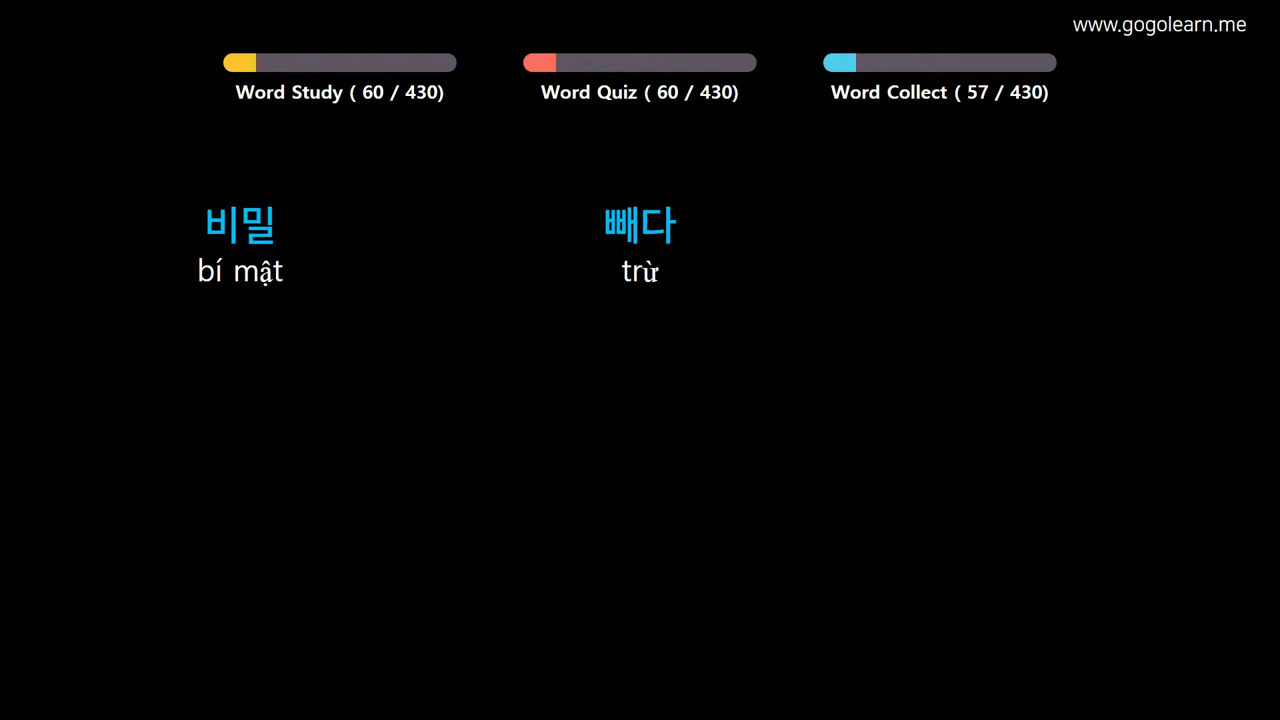 www.gogolearn.me
Word Study ( 60 / 430)
Word Quiz ( 60 / 430)
Word Collect ( 57 / 430)
비밀
bí mật
빼다
trừ